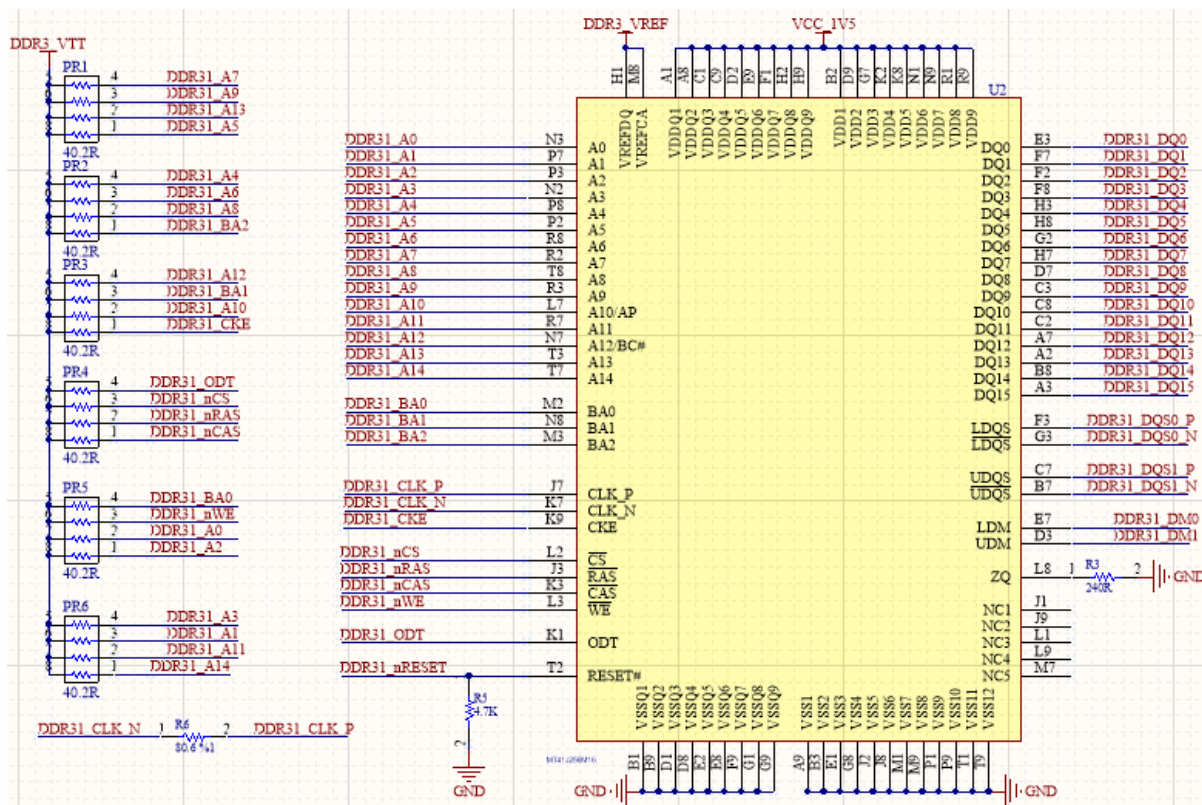 DDR3_VTT
PR1
4 DDR31_A7
3 DDR31_A9
2 DDR31_A13
1 DDR31_A5
40.2R
PR2
4 DDR31_A4
3 DDR31_A6
2 DDR31_A8
1 DDR31_BA2
40.2R
PR3
4 DDR31_A12
3 DDR31_BA1
2 DDR31_A10
1 DDR31_CKE
40.2R
PR4
4 DDR31_ODT
3 DDR31_nCS
2 DDR31_nRAS
1 DDR31_nCAS
40.2R
PR5
4 DDR31_BA0
3 DDR31_nWE
2 DDR31_A0
1 DDR31_A2
40.2R
PR6
4 DDR31_A3
3 DDR31_A1
2 DDR31_A11
1 DDR31_A14
40.2R
DDR31_CLK_N 1 R6 2 DDR31_CLK_P
80.6 %1
DDR3_VREF VCC_1V5
H1 M8 A1 A8 C1 C9 D2 E9 F1 H2 H9 B2 D9 G7 K2 K8 N1 N9 R1 R9
U2
VREFDQ VREFCA VDDQ1 VDDQ2 VDDQ3 VDDQ4 VDDQ5 VDDQ6 VDDQ7 VDDQ8 VDDQ9 VDD1 VDD2 VDD3 VDD4 VDD5 VDD6 VDD7 VDD8 VDD9
DDR31_A0 N3 A0
DDR31_A1 P7 A1
DDR31_A2 P3 A2
DDR31_A3 N2 A3
DDR31_A4 P8 A4
DDR31_A5 P2 A5
DDR31_A6 R8 A6
DDR31_A7 R2 A7
DDR31_A8 T8 A8
DDR31_A9 R3 A9
DDR31_A10 L7 A10/AP
DDR31_A11 R7 A11
DDR31_A12 N7 A12/BC#
DDR31_A13 T3 A13
DDR31_A14 T7 A14
DDR31_BA0 M2 BA0
DDR31_BA1 N8 BA1
DDR31_BA2 M3 BA2
DDR31_CLK_P J7 CLK_P
DDR31_CLK_N K7 CLK_N
DDR31_CKE K9 CKE
DDR31_nCS L2 CS
DDR31_nRAS J3 RAS
DDR31_nCAS K3 CAS
DDR31_nWE L3 WE
DDR31_ODT K1 ODT
DDR31_nRESET T2 RESET#
R5
4.7K
2
GND
DQ0 E3 DDR31_DQ0
DQ1 F7 DDR31_DQ1
DQ2 F2 DDR31_DQ2
DQ3 F8 DDR31_DQ3
DQ4 H3 DDR31_DQ4
DQ5 H8 DDR31_DQ5
DQ6 G2 DDR31_DQ6
DQ7 H7 DDR31_DQ7
DQ8 D7 DDR31_DQ8
DQ9 C3 DDR31_DQ9
DQ10 C8 DDR31_DQ10
DQ11 C2 DDR31_DQ11
DQ12 A7 DDR31_DQ12
DQ13 A2 DDR31_DQ13
DQ14 B8 DDR31_DQ14
DQ15 A3 DDR31_DQ15
LDQS F3 DDR31_DQS0_P
LDQS G3 DDR31_DQS0_N
UDQS C7 DDR31_DQS1_P
UDQS B7 DDR31_DQS1_N
LDM E7 DDR31_DM0
UDM D3 DDR31_DM1
ZQ L8 1 R3 2 GND
240R
NC1 J1
NC2 J9
NC3 L1
NC4 L9
NC5 M7
VSSQ1 VSSQ2 VSSQ3 VSSQ4 VSSQ5 VSSQ6 VSSQ7 VSSQ8 VSSQ9 VSS1 VSS2 VSS3 VSS4 VSS5 VSS6 VSS7 VSS8 VSS9 VSS10 VSS11 VSS12
B1 B9 D1 D8 E2 E8 F9 G1 G9 A9 B3 E1 G8 J2 J8 M1 M9 P1 P9 T1 T9
GND GND